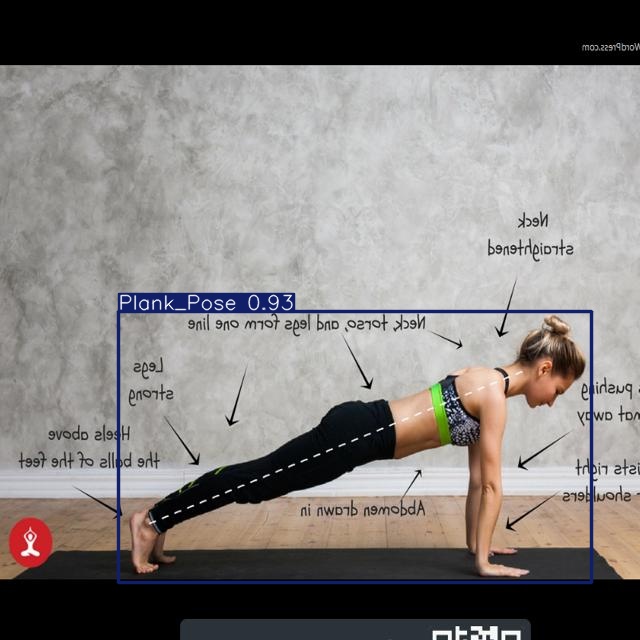 WordPress.com
Neck
straightened
Plank_Pose 0.93
Neck, torso, and legs form one line
Legs
strong
pushing
mat away
Heels above
the balls of the feet
right
shoulders
Abdomen drawn in